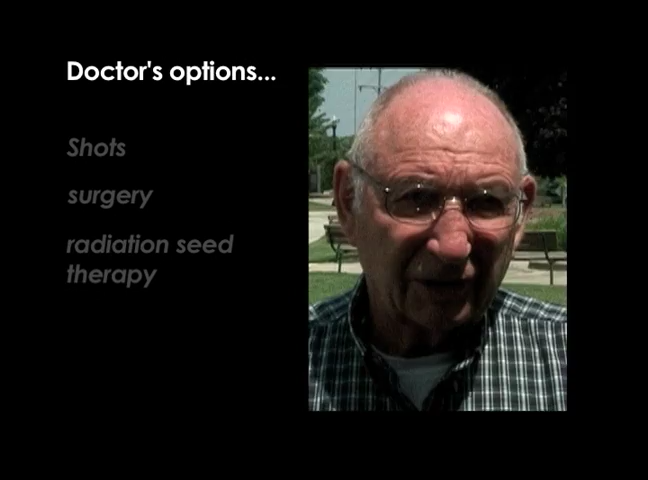 Doctor's options...
Shots
surgery
radiation seed
therapy